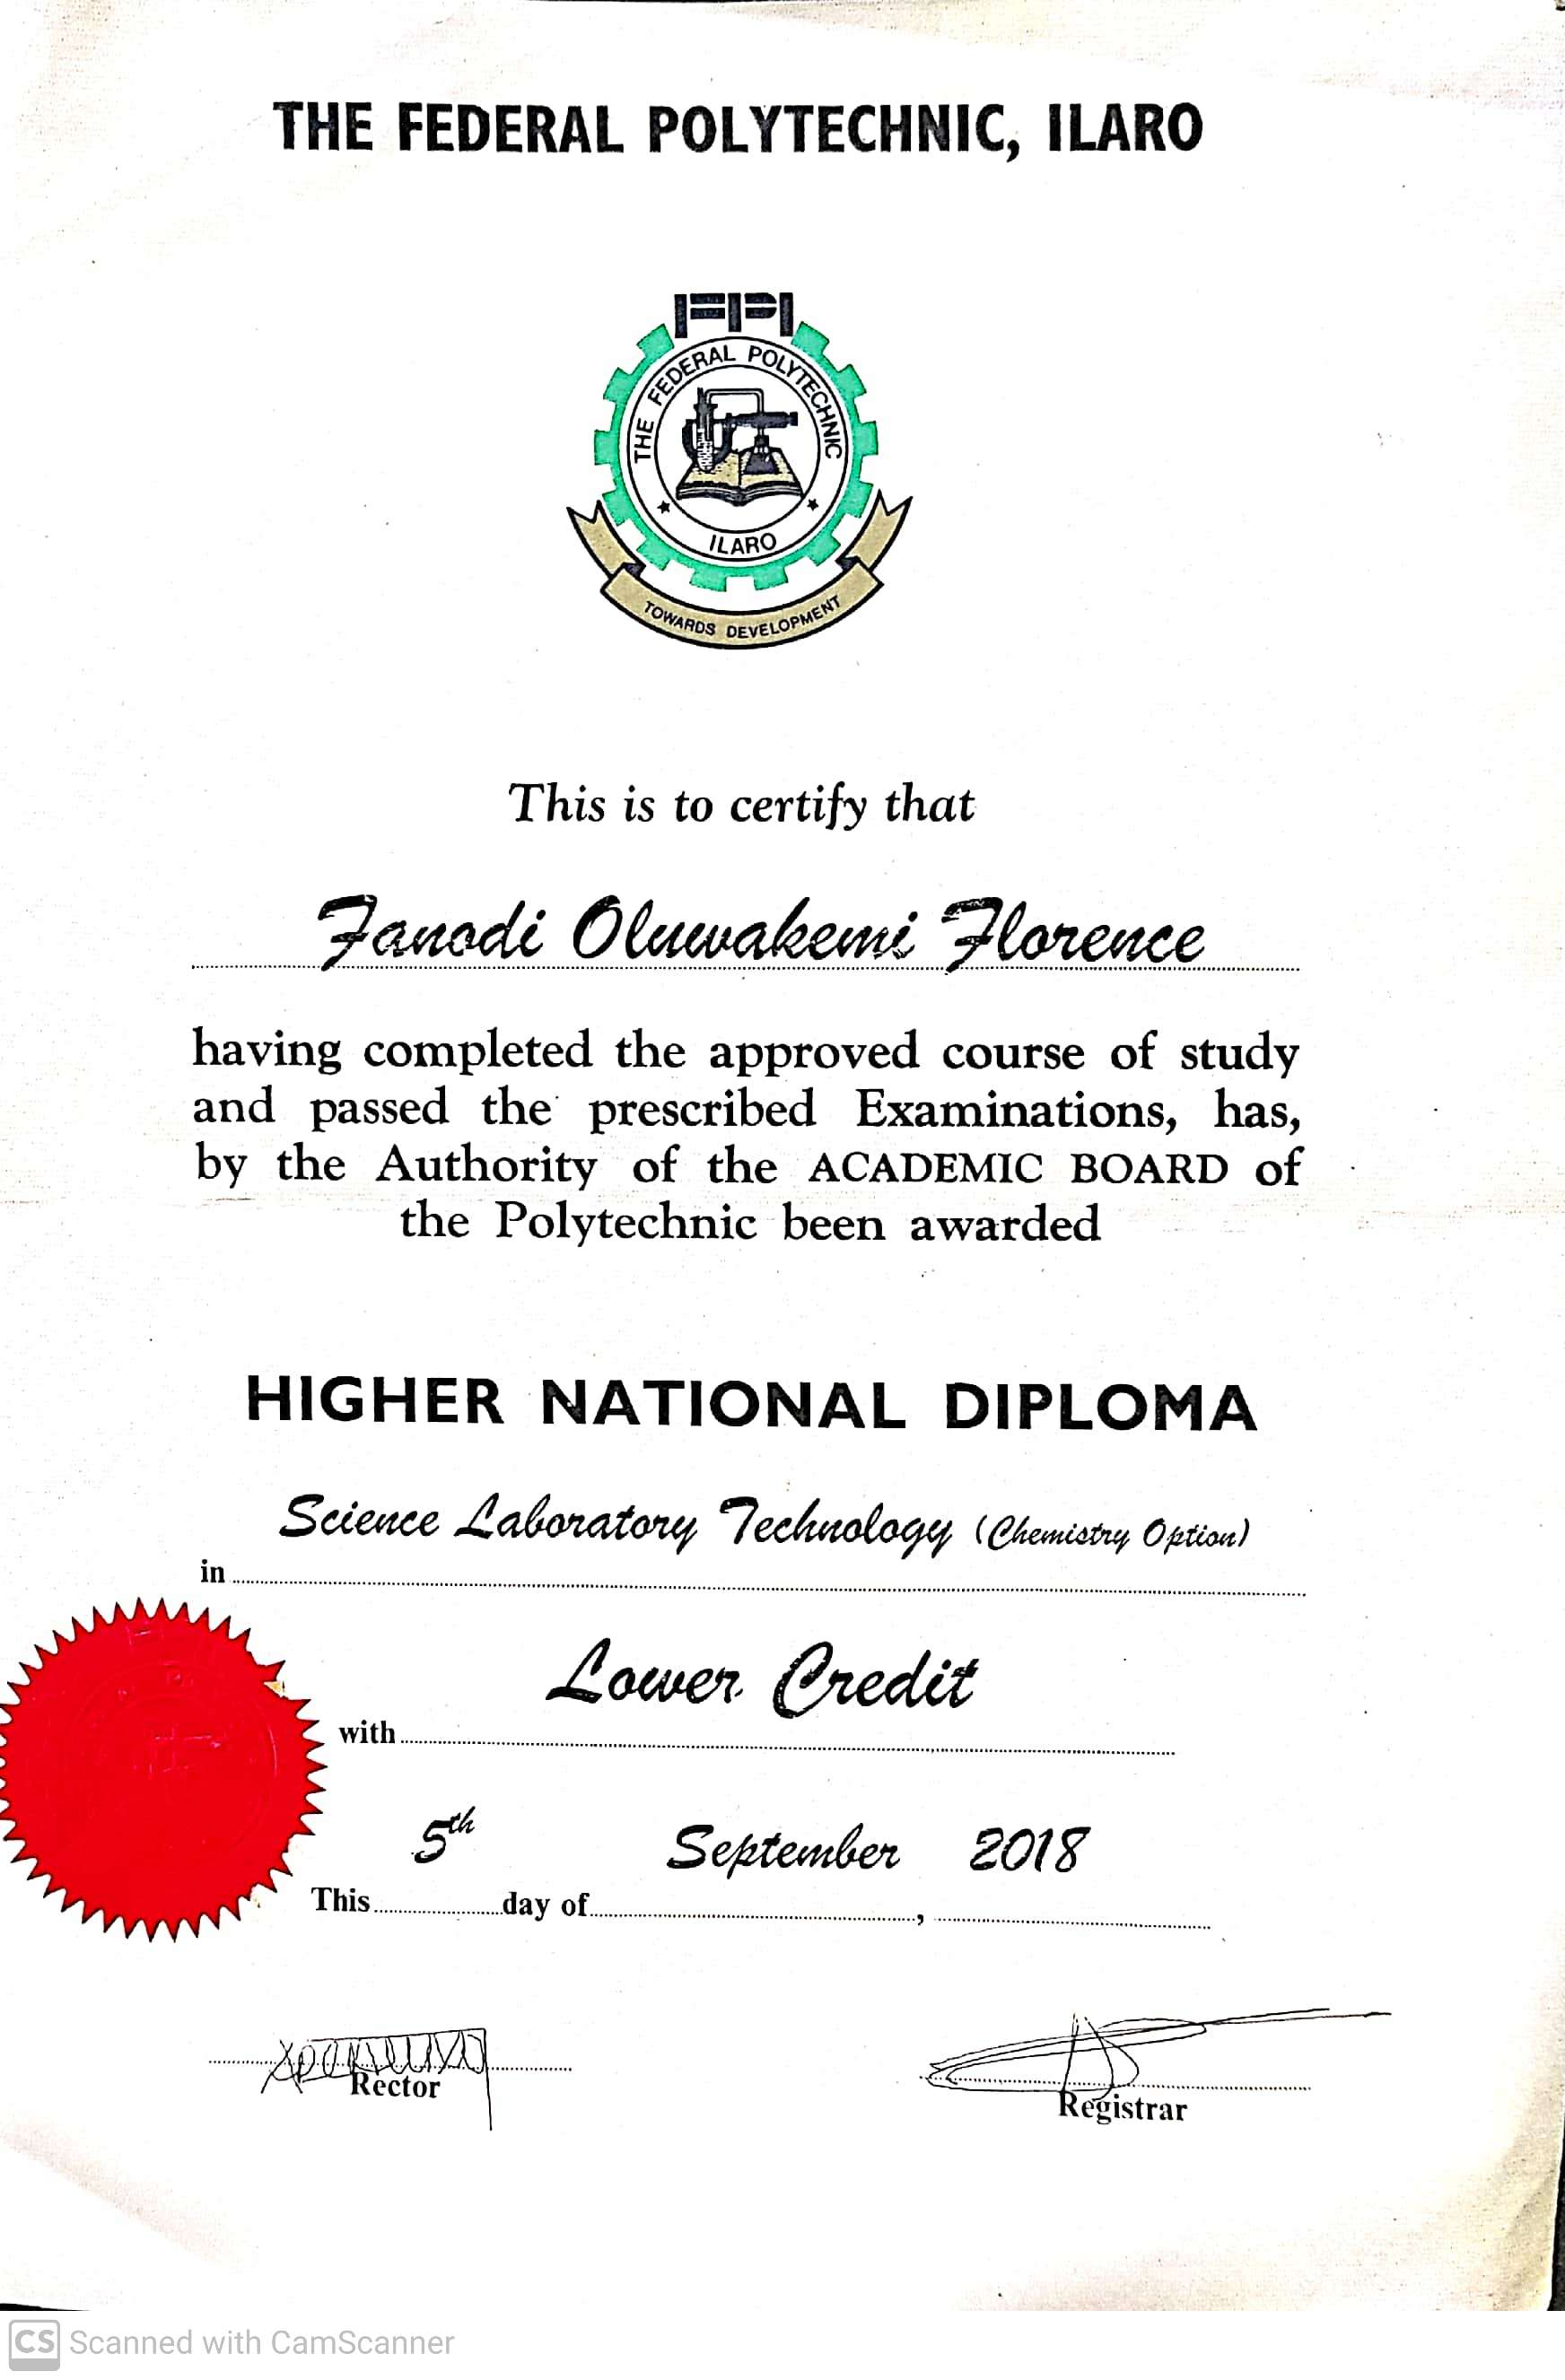 THE FEDERAL POLYTECHNIC, ILARO
FPI
THE FEDERAL POLYTECHNIC
ILARO
TOWARDS DEVELOPMENT
This is to certify that
Fanodi Oluwakemi Florence
having completed the approved course of study
and passed the prescribed Examinations, has,
by the Authority of the ACADEMIC BOARD of
the Polytechnic been awarded
HIGHER NATIONAL DIPLOMA
Science Laboratory Technology (Chemistry Option)
in
Lower Credit
with
5th September 2018
This day of ,
Rector
Registrar
CS Scanned with CamScanner